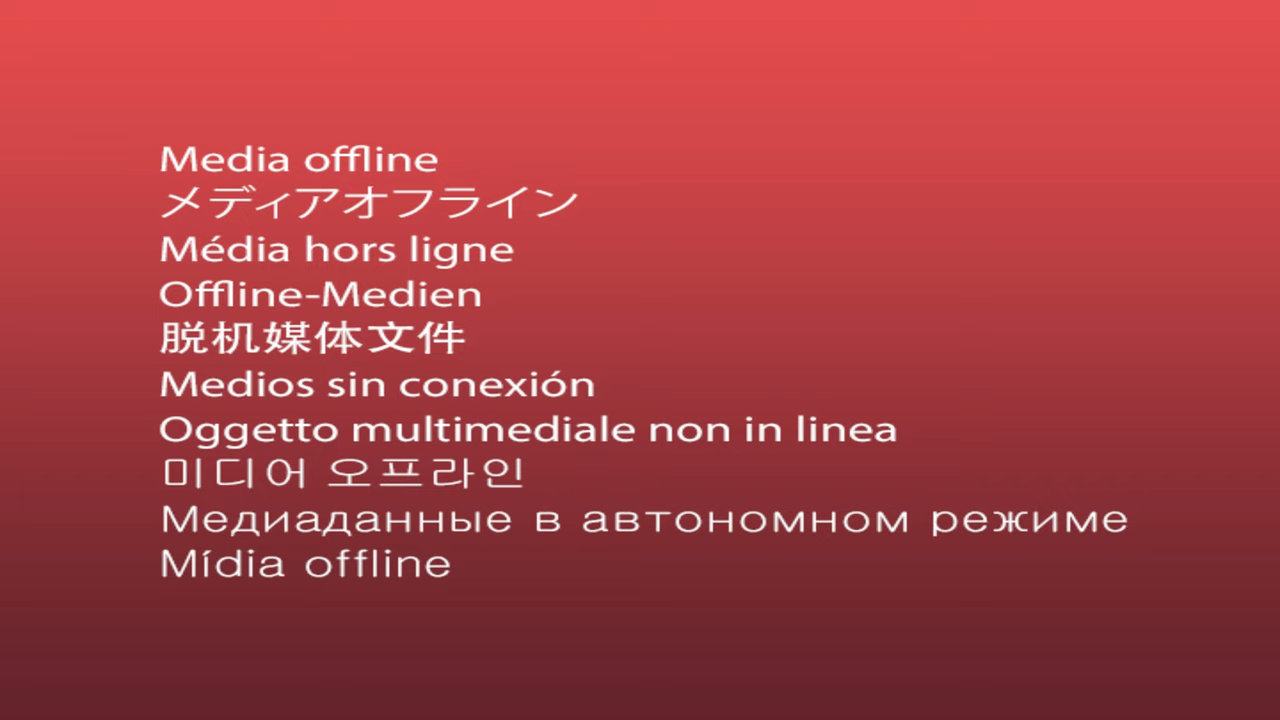 Media offline
メディアオフライン
Média hors ligne
Offline-Medien
脱机媒体文件
Medios sin conexión
Oggetto multimediale non in linea
미디어 오프라인
Медиаданные в автономном режиме
Mídia offline